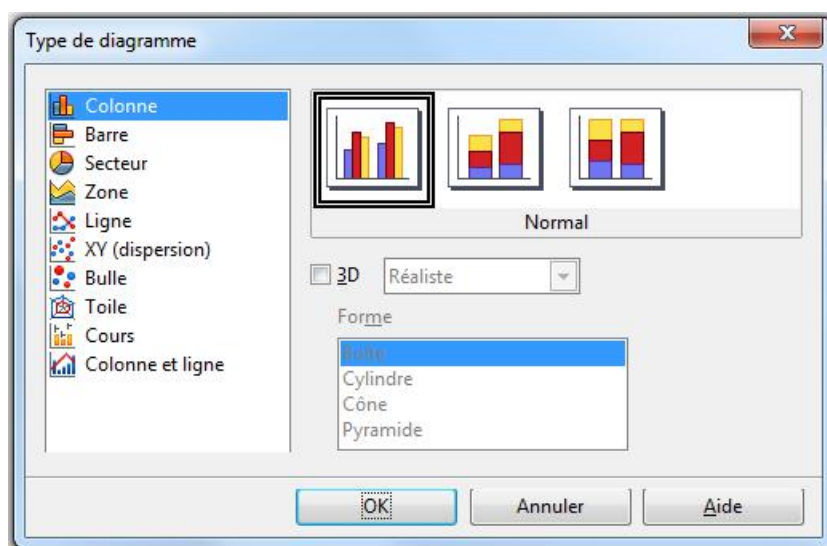 Type de diagramme
Colonne
Barre
Secteur
Zone
Ligne
XY (dispersion)
Bulle
Toile
Cours
Colonne et ligne
Normal
3D
Réaliste
Forme
Boîte
Cylindre
Cône
Pyramide
OK
Annuler
Aide